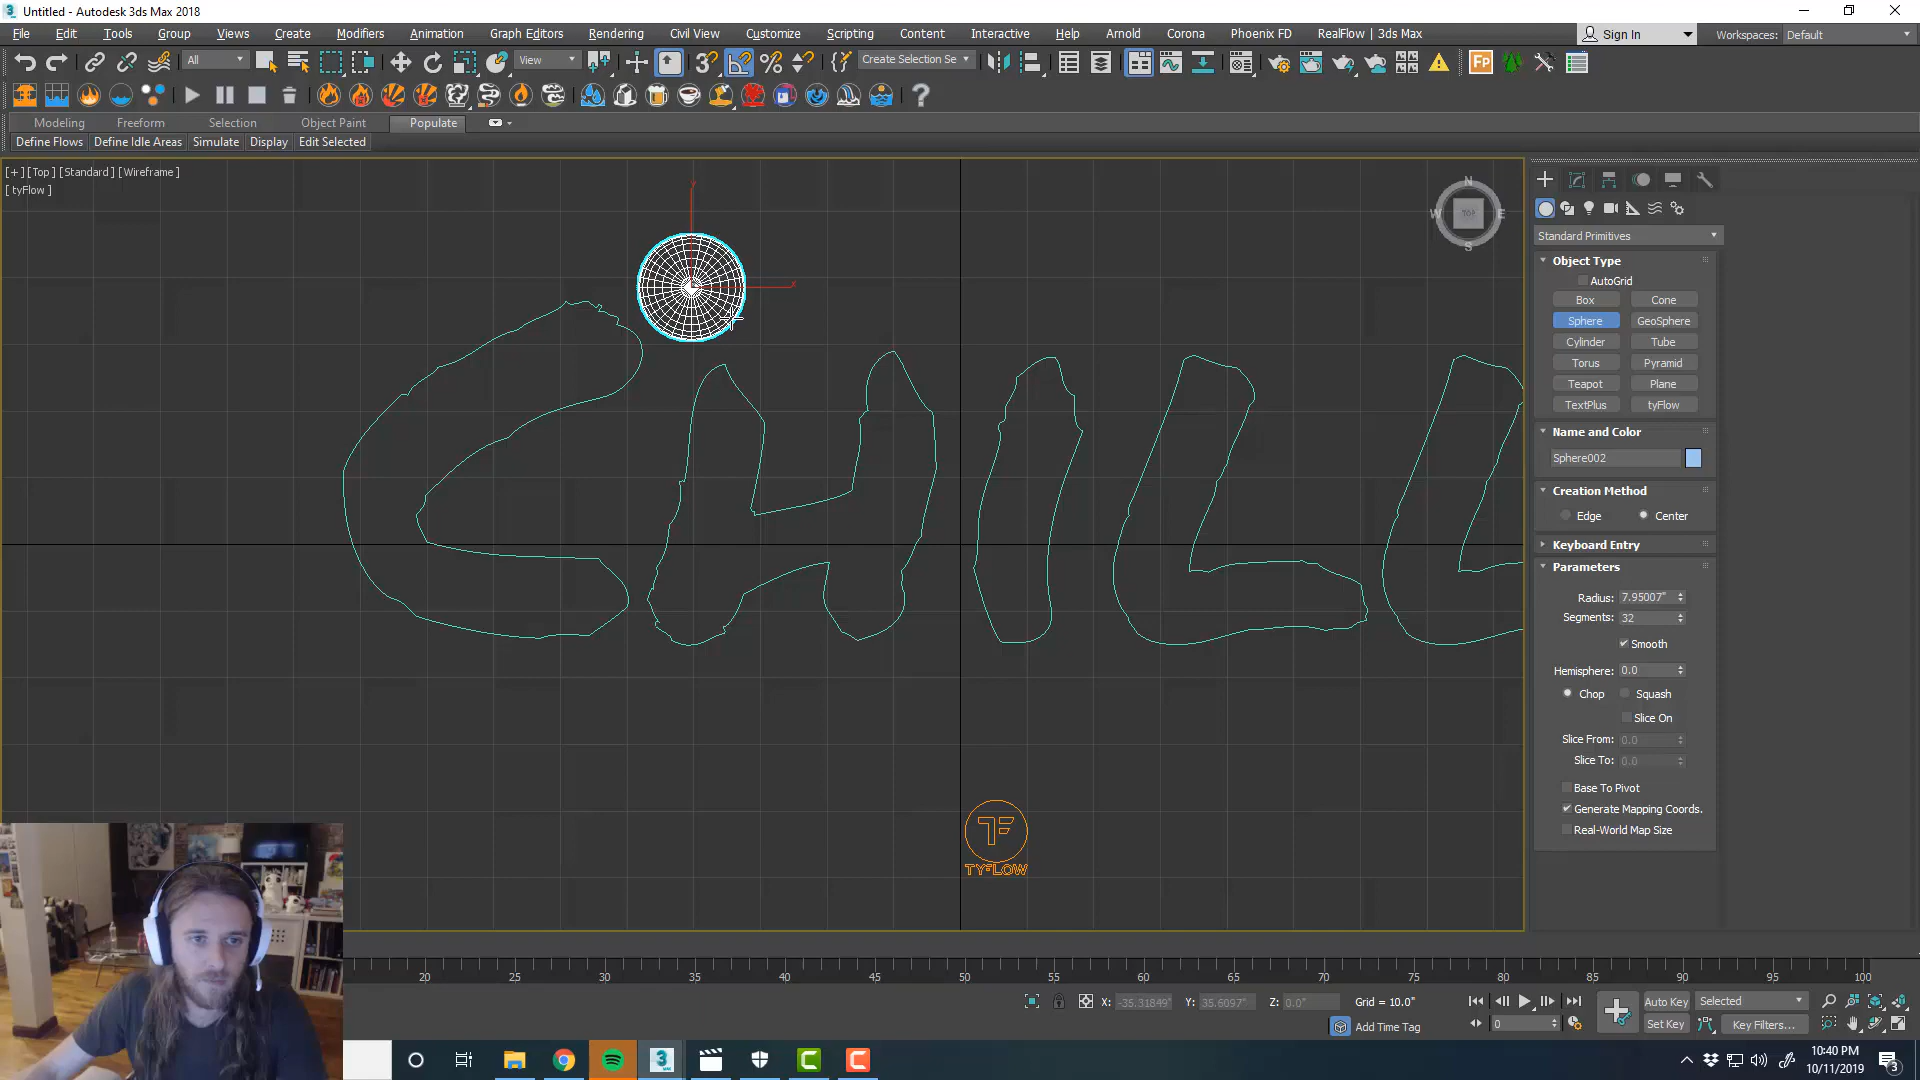 Untitled - Autodesk 3ds Max 2018
File Edit Tools Group Views Create Modifiers Animation Graph Editors Rendering Civil View Customize Scripting Content Interactive Help Arnold Corona Phoenix FD RealFlow | 3ds Max Sign In Workspaces: Default
All View Create Selection Se
Modeling Freeform Selection Object Paint Populate
Define Flows Define Idle Areas Simulate Display Edit Selected
[+] [Top] [Standard] [Wireframe]
[ tyFlow ]
N
W TOP E
S
y
x
TYFLOW
Standard Primitives
Object Type
AutoGrid
Box Cone
Sphere GeoSphere
Cylinder Tube
Torus Pyramid
Teapot Plane
TextPlus tyFlow
Name and Color
Sphere002
Creation Method
Edge Center
Keyboard Entry
Parameters
Radius: 7.95007"
Segments: 32
Smooth
Hemisphere: 0.0
Chop Squash
Slice On
Slice From: 0.0
Slice To: 0.0
Base To Pivot
Generate Mapping Coords.
Real-World Map Size
20 25 30 35 40 45 50 55 60 65 70 75 80 85 90 95 100
X: -35.31849" Y: 35.6097" Z: 0.0" Grid = 10.0" Auto Key Selected
Add Time Tag 0 Set Key Key Filters...
10:40 PM
10/11/2019
3